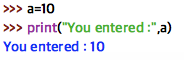 >>> a=10
>>> print("You entered :",a)
You entered : 10